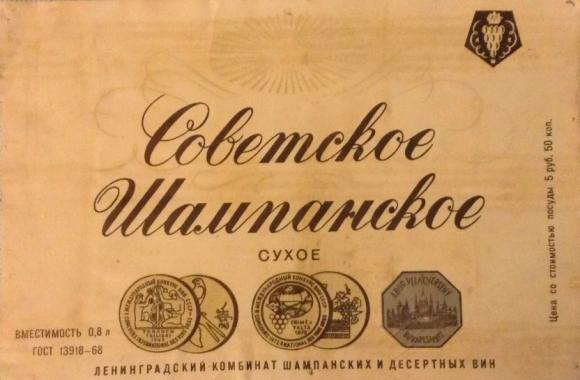 Советское
Шампанское
СУХОЕ
ВМЕСТИМОСТЬ 0,8 л
ГОСТ 13918-68
ЛЕНИНГРАДСКИЙ КОМБИНАТ ШАМПАНСКИХ И ДЕСЕРТНЫХ ВИН
Цена со стоимостью посуды 5 руб. 50 коп.